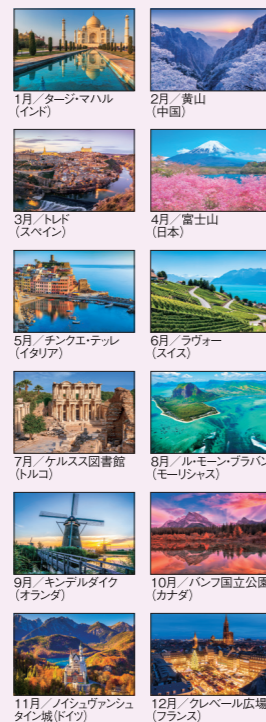 1月／タージ・マハル
（インド）
2月／黄山
（中国）
3月／トレド
（スペイン）
4月／富士山
（日本）
5月／チンクエ・テッレ
（イタリア）
6月／ラヴォー
（スイス）
7月／ケルスス図書館
（トルコ）
8月／ル・モーン・ブラバン
（モーリシャス）
9月／キンデルダイク
（オランダ）
10月／バンフ国立公園
（カナダ）
11月／ノイシュヴァンシュ
タイン城（ドイツ）
12月／クレベール広場
（フランス）